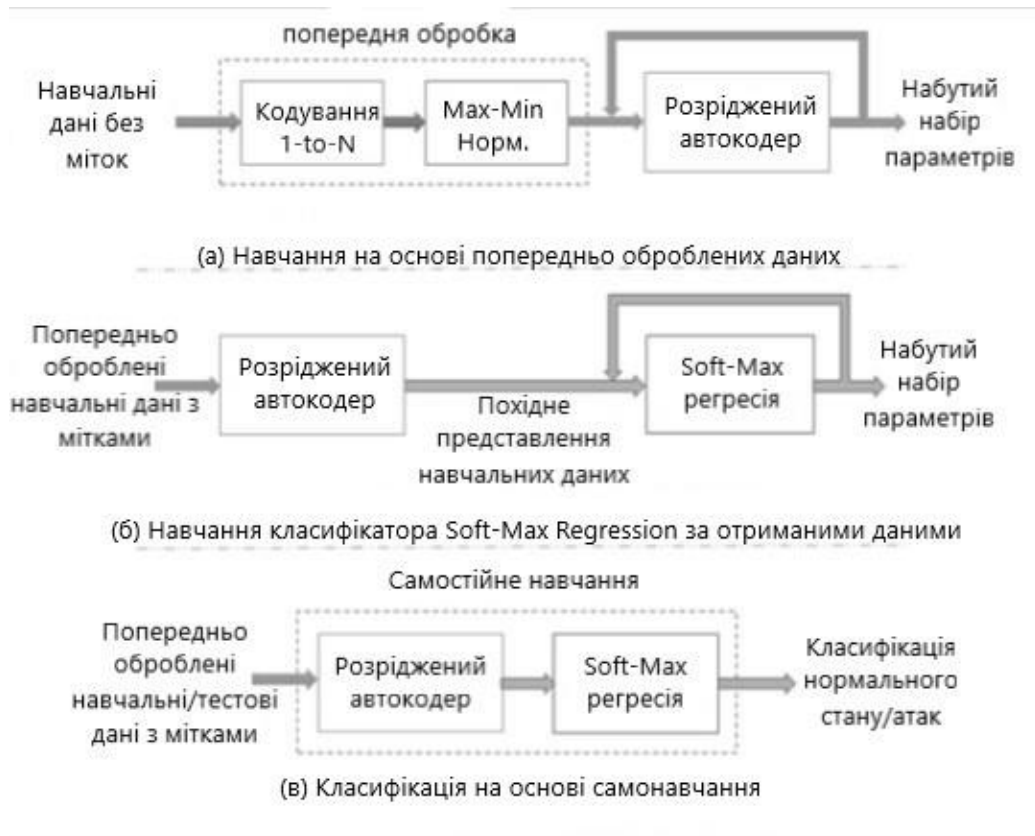 попередня обробка
Навчальні
дані без
міток
Кодування
1-to-N
Max-Min
Норм.
Розріджений
автокодер
Набутий
набір
параметрів
(а) Навчання на основі попередньо оброблених даних
Попередньо
оброблені
навчальні дані з
мітками
Розріджений
автокодер
Похідне
представлення
навчальних даних
Soft-Max
регресія
Набутий
набір
параметрів
(б) Навчання класифікатора Soft-Max Regression за отриманими даними
Самостійне навчання
Попередньо
оброблені
навчальні/тестові
дані з мітками
Розріджений
автокодер
Soft-Max
регресія
Класифікація
нормального
стану/атак
(в) Класифікація на основі самонавчання